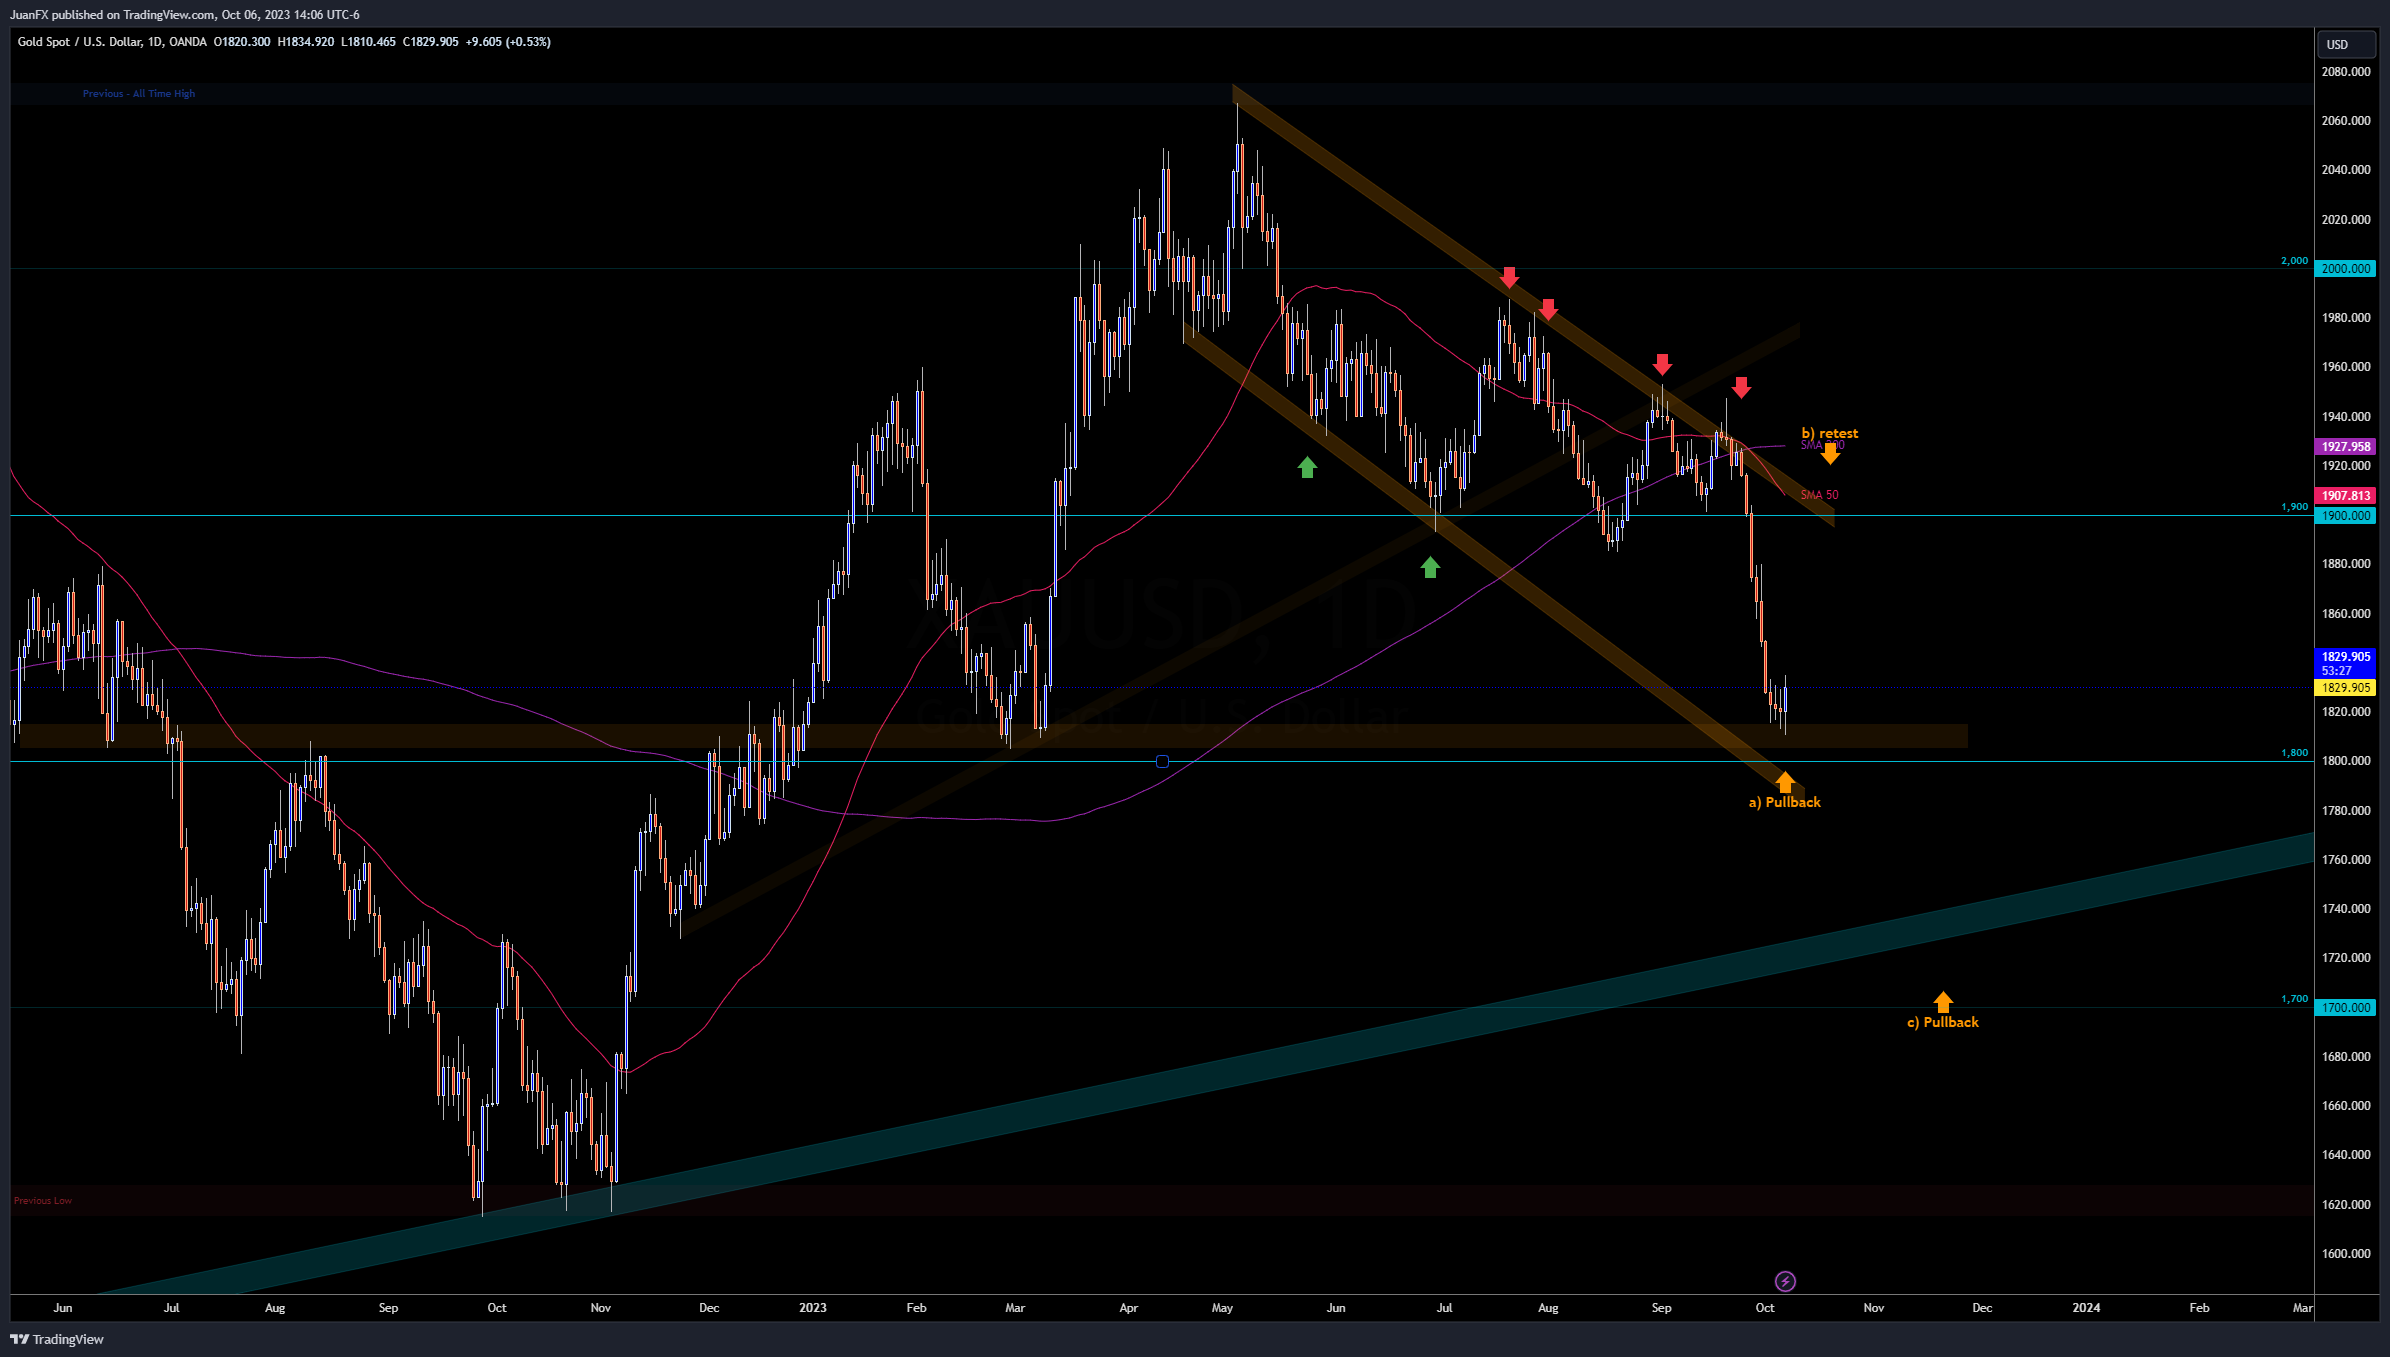 JuanFX published on TradingView.com, Oct 06, 2023 14:06 UTC-6
Gold Spot / U.S. Dollar, 1D, OANDA O1820.300 H1834.920 L1810.465 C1829.905 +9.605 (+0.53%)
USD
2080.000
Previous - All Time High
2060.000
2040.000
2020.000
2,000
2000.000
1980.000
1960.000
1940.000
b) retest
SMA 200
1927.958
1920.000
SMA 50
1907.813
1,900
1900.000
1880.000
XAUUSD, 1D
1860.000
1829.905
53:27
1829.905
Gold Spot / U.S. Dollar
1820.000
1,800
1800.000
a) Pullback
1780.000
1760.000
1740.000
1720.000
1,700
1700.000
c) Pullback
1680.000
1660.000
1640.000
Previous Low
1620.000
1600.000
Jun Jul Aug Sep Oct Nov Dec 2023 Feb Mar Apr May Jun Jul Aug Sep Oct Nov Dec 2024 Feb Mar
TradingView